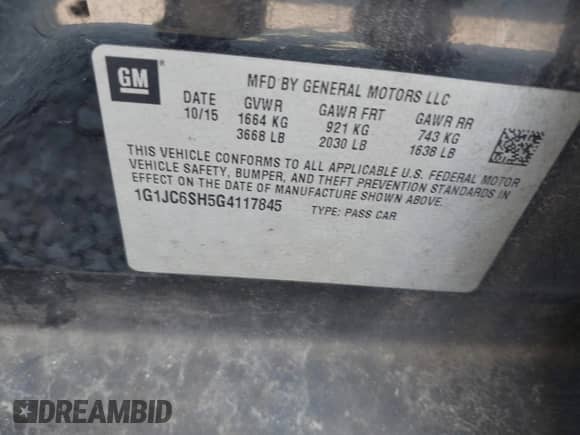 GM ®
MFD BY GENERAL MOTORS LLC
DATE GVWR GAWR FRT GAWR RR
10/15 1664 KG 921 KG 743 KG
3668 LB 2030 LB 1638 LB
THIS VEHICLE CONFORMS TO ALL APPLICABLE U.S. FEDERAL MOTOR
VEHICLE SAFETY, BUMPER, AND THEFT PREVENTION STANDARDS IN
EFFECT ON THE DATE OF MANUFACTURE SHOWN ABOVE.
1G1JC6SH5G4117845 TYPE: PASS CAR
DREAMBID